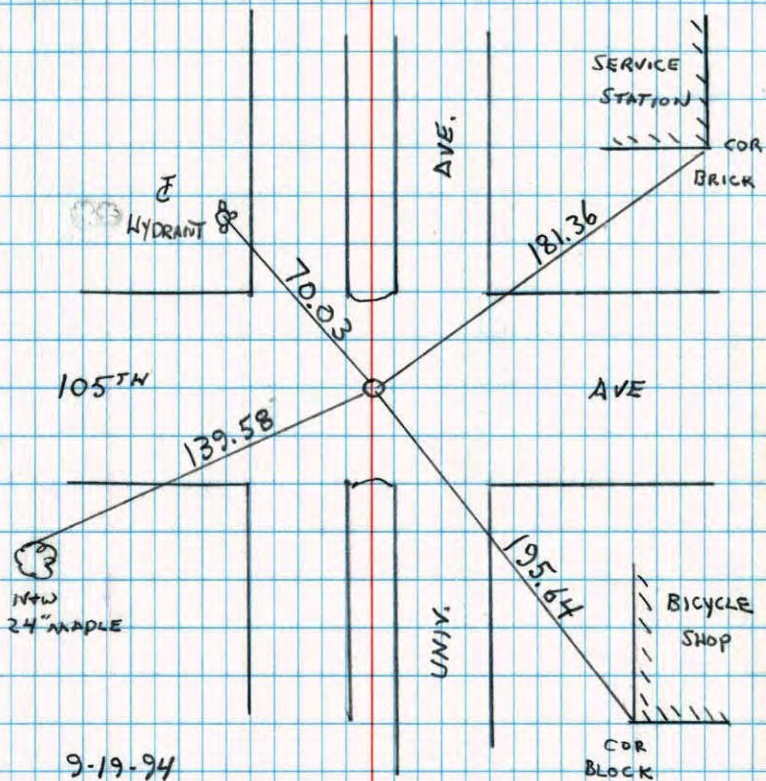 SERVICE
STATION
AVE.
COR
BRICK
℄
HYDRANT
181.36
70.03
105TH
AVE
139.58
195.64
N+W
24" MAPLE
UNIV.
BICYCLE
SHOP
COR
BLOCK
9-19-94